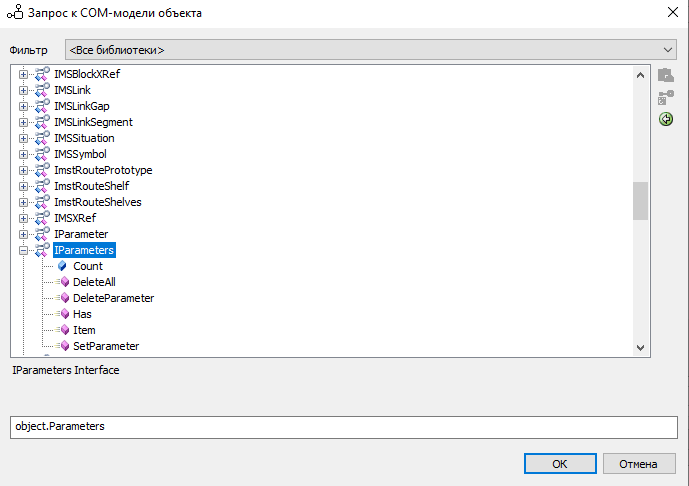 Запрос к COM-модели объекта
Фильтр <Все библиотеки>
IMSBlockXRef
IMSLink
IMSLinkGap
IMSLinkSegment
IMSSituation
IMSSymbol
ImstRoutePrototype
ImstRouteShelf
ImstRouteShelves
IMSXRef
IParameter
IParameters
Count
DeleteAll
DeleteParameter
Has
Item
SetParameter
IParameters Interface
object.Parameters
OK Отмена